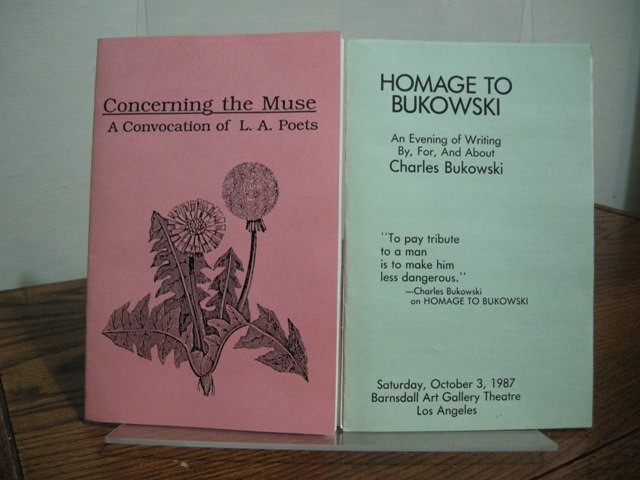 Concerning the Muse
A Convocation of L. A. Poets
HOMAGE TO
BUKOWSKI
An Evening of Writing
By, For, And About
Charles Bukowski
"To pay tribute
to a man
is to make him
less dangerous."
—Charles Bukowski
on HOMAGE TO BUKOWSKI
Saturday, October 3, 1987
Barnsdall Art Gallery Theatre
Los Angeles